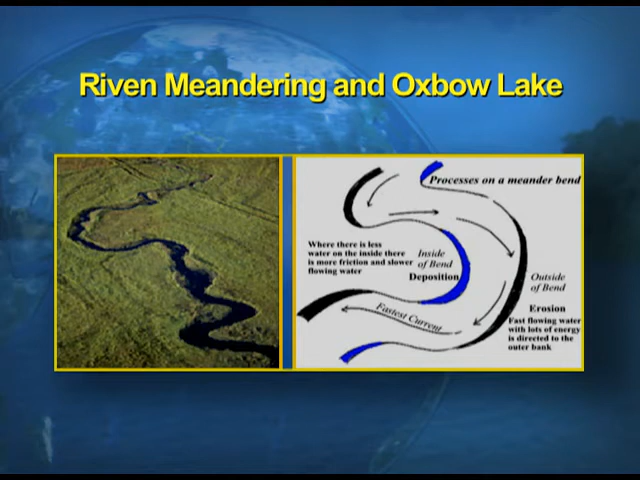 Riven Meandering and Oxbow Lake
Processes on a meander bend
Where there is less
water on the inside there
is more friction and slower
flowing water
Inside
of Bend
Deposition
Outside
of Bend
Erosion
Fast flowing water
with lots of energy
is directed to the
outer bank
Fastest Current